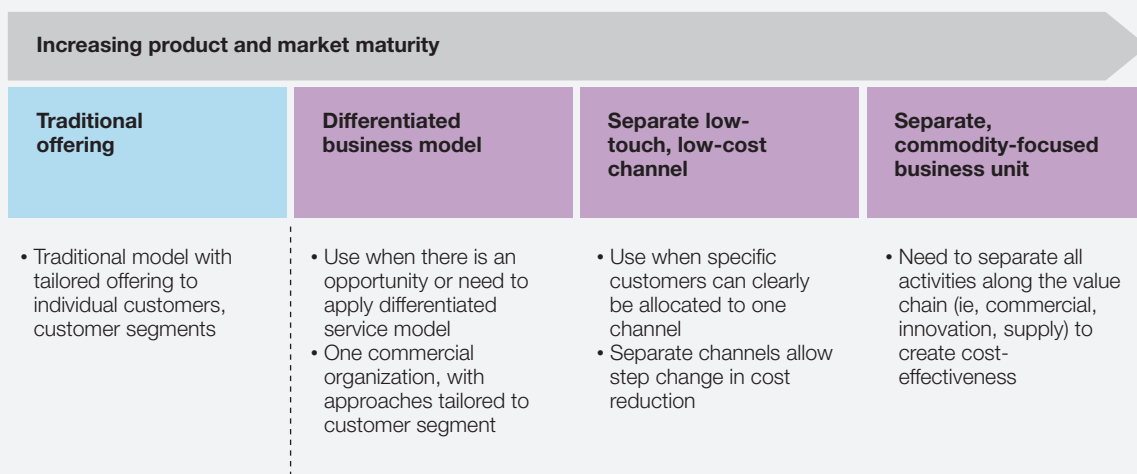 Increasing product and market maturity
Traditional
offering
• Traditional model with
tailored offering to
individual customers,
customer segments
Differentiated
business model
• Use when there is an
opportunity or need to
apply differentiated
service model
• One commercial
organization, with
approaches tailored to
customer segment
Separate low-
touch, low-cost
channel
• Use when specific
customers can clearly
be allocated to one
channel
• Separate channels allow
step change in cost
reduction
Separate,
commodity-focused
business unit
• Need to separate all
activities along the value
chain (ie, commercial,
innovation, supply) to
create cost-
effectiveness